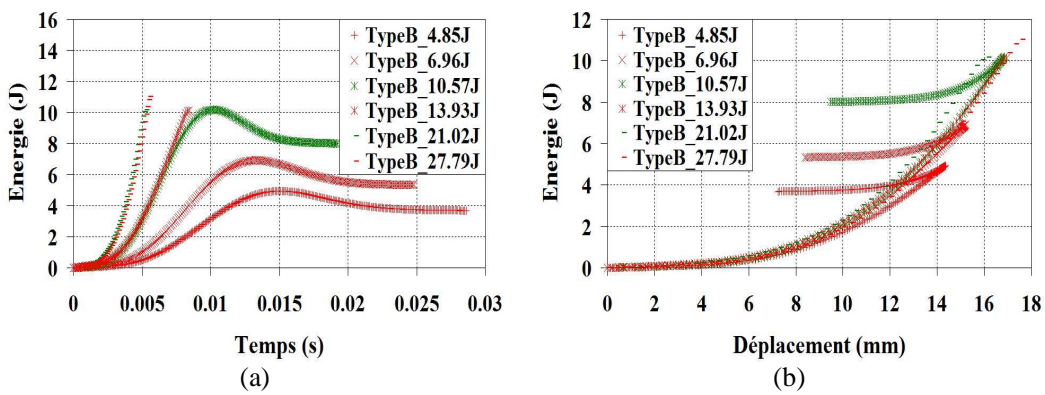 16
14
12
10
8
6
4
2
0
Energie (J)
TypeB_4.85J
TypeB_6.96J
TypeB_10.57J
TypeB_13.93J
TypeB_21.02J
TypeB_27.79J
0 0.005 0.01 0.015 0.02 0.025 0.03
Temps (s)
(a)
12
10
8
6
4
2
0
Energie (J)
TypeB_4.85J
TypeB_6.96J
TypeB_10.57J
TypeB_13.93J
TypeB_21.02J
TypeB_27.79J
0 2 4 6 8 10 12 14 16 18
Déplacement (mm)
(b)